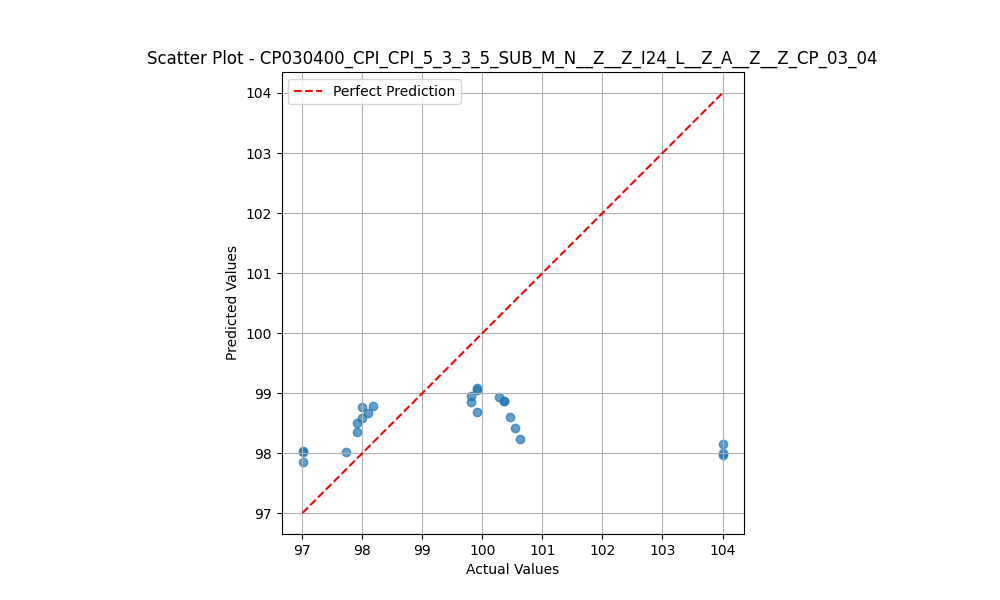 Scatter Plot - CP030400_CPI_CPI_5_3_3_5_SUB_M_N__Z__Z_I24_L__Z_A__Z__Z_CP_03_04
Perfect Prediction
104
103
102
101
100
99
98
97
Predicted Values
97 98 99 100 101 102 103 104
Actual Values